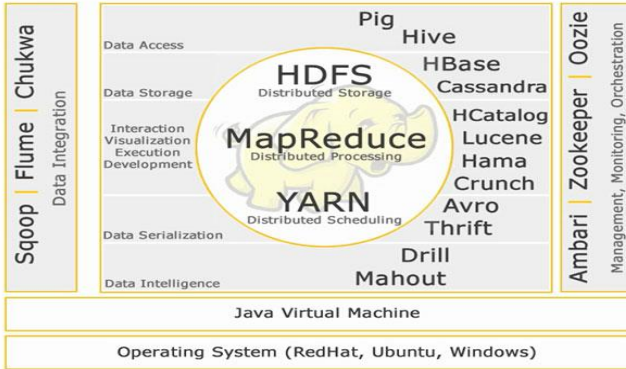 Sqoop | Flume | Chukwa
Data Integration
Pig
Hive
Data Access
HDFS
Distributed Storage
HBase
Cassandra
Data Storage
Interaction
Visualization
Execution
Development
MapReduce
Distributed Processing
HCatalog
Lucene
Hama
Crunch
YARN
Distributed Scheduling
Avro
Thrift
Data Serialization
Drill
Mahout
Data Intelligence
Ambari | Zookeeper | Oozie
Management, Monitoring, Orchestration
Java Virtual Machine
Operating System (RedHat, Ubuntu, Windows)